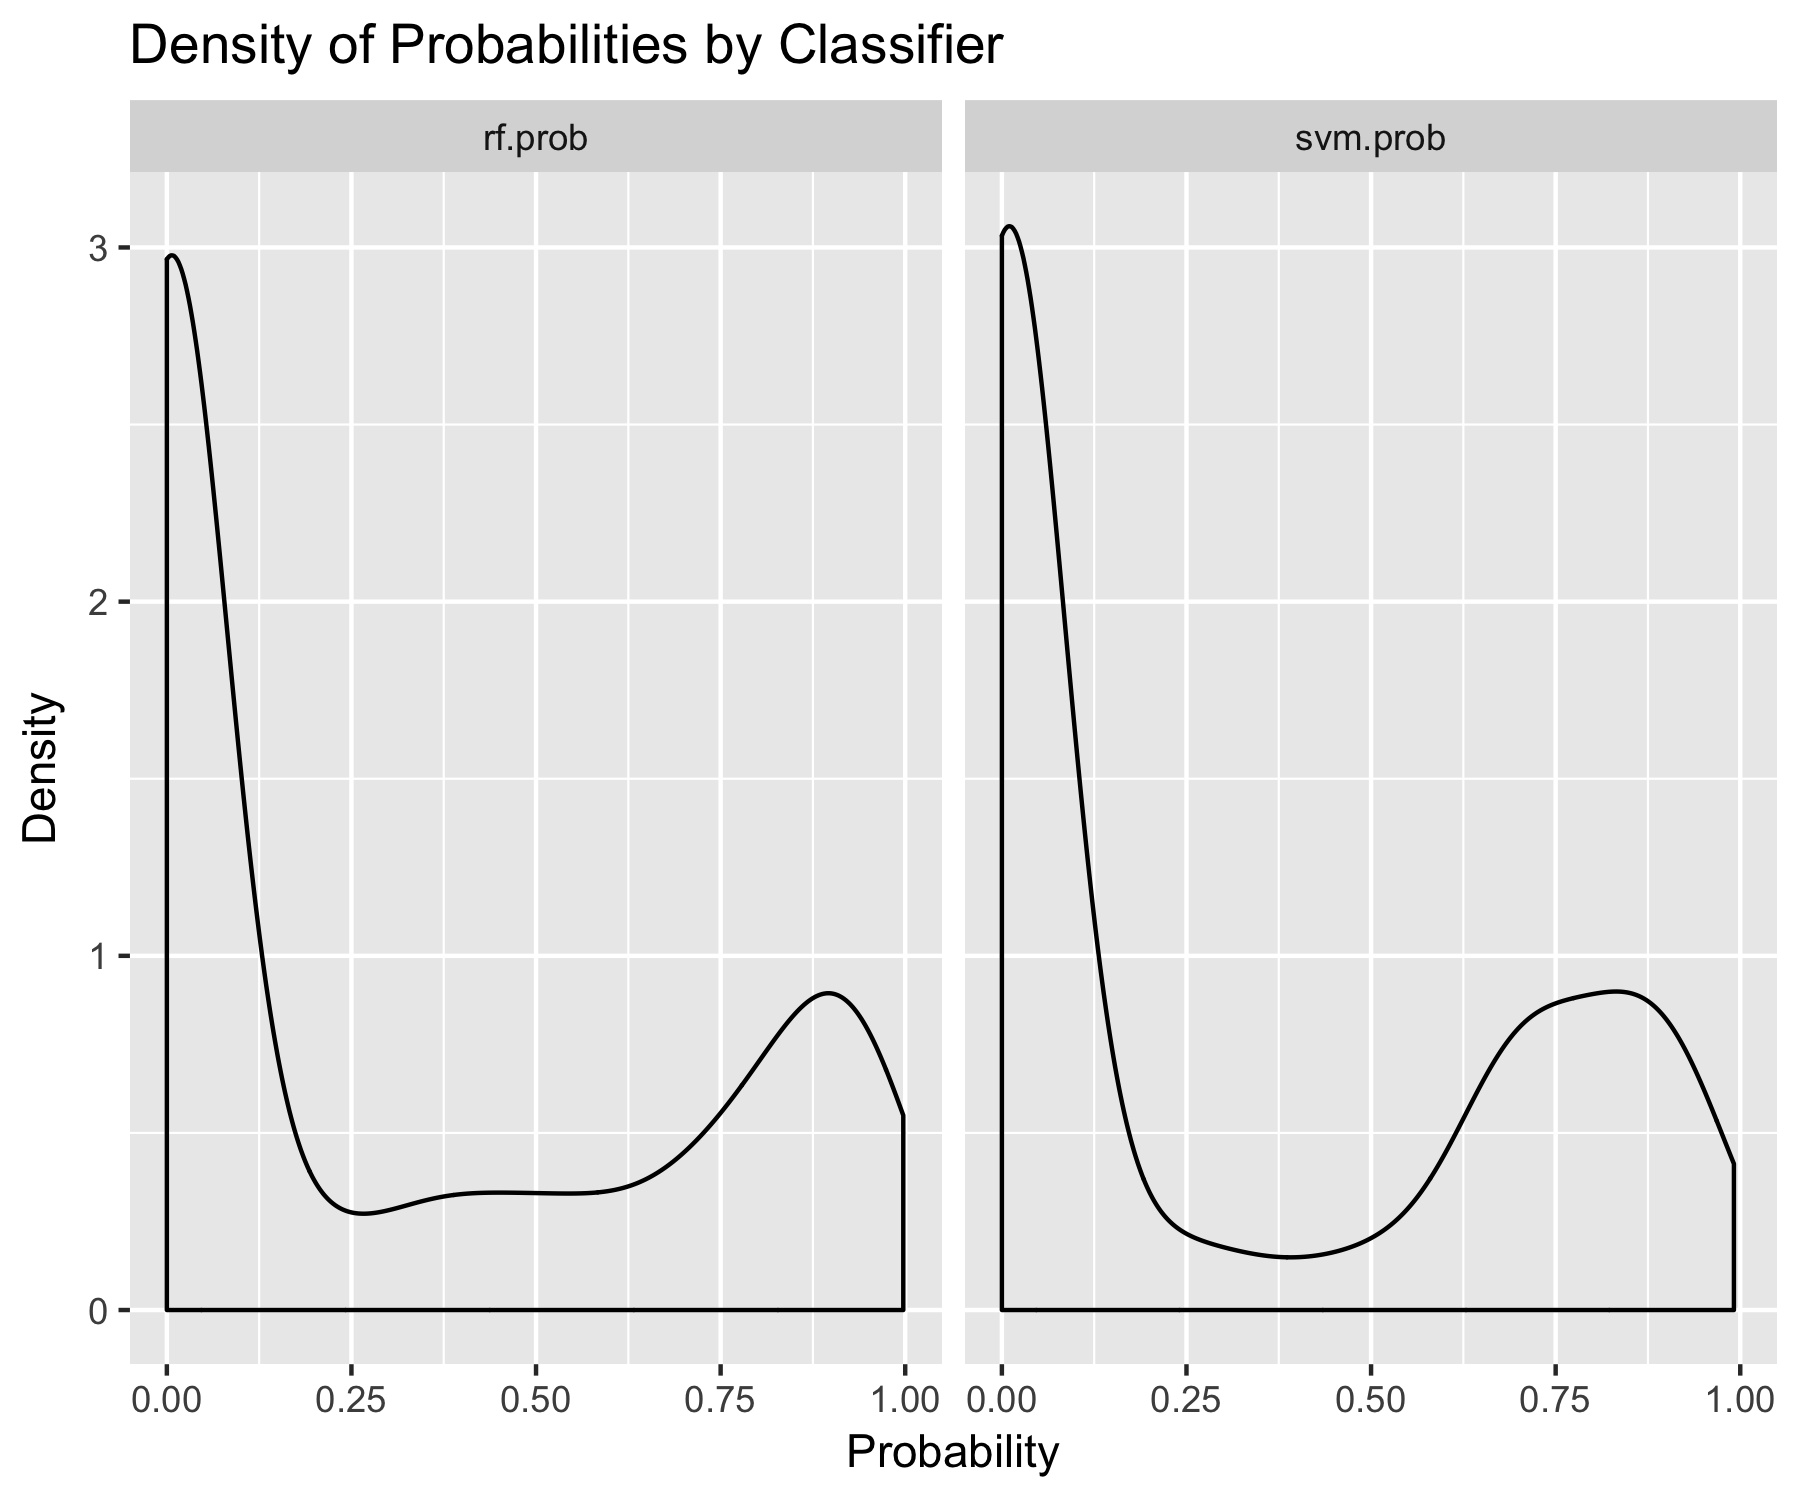 Density of Probabilities by Classifier
rf.prob
svm.prob
3
2
1
0
Density
0.00 0.25 0.50 0.75 1.00
0.00 0.25 0.50 0.75 1.00
Probability